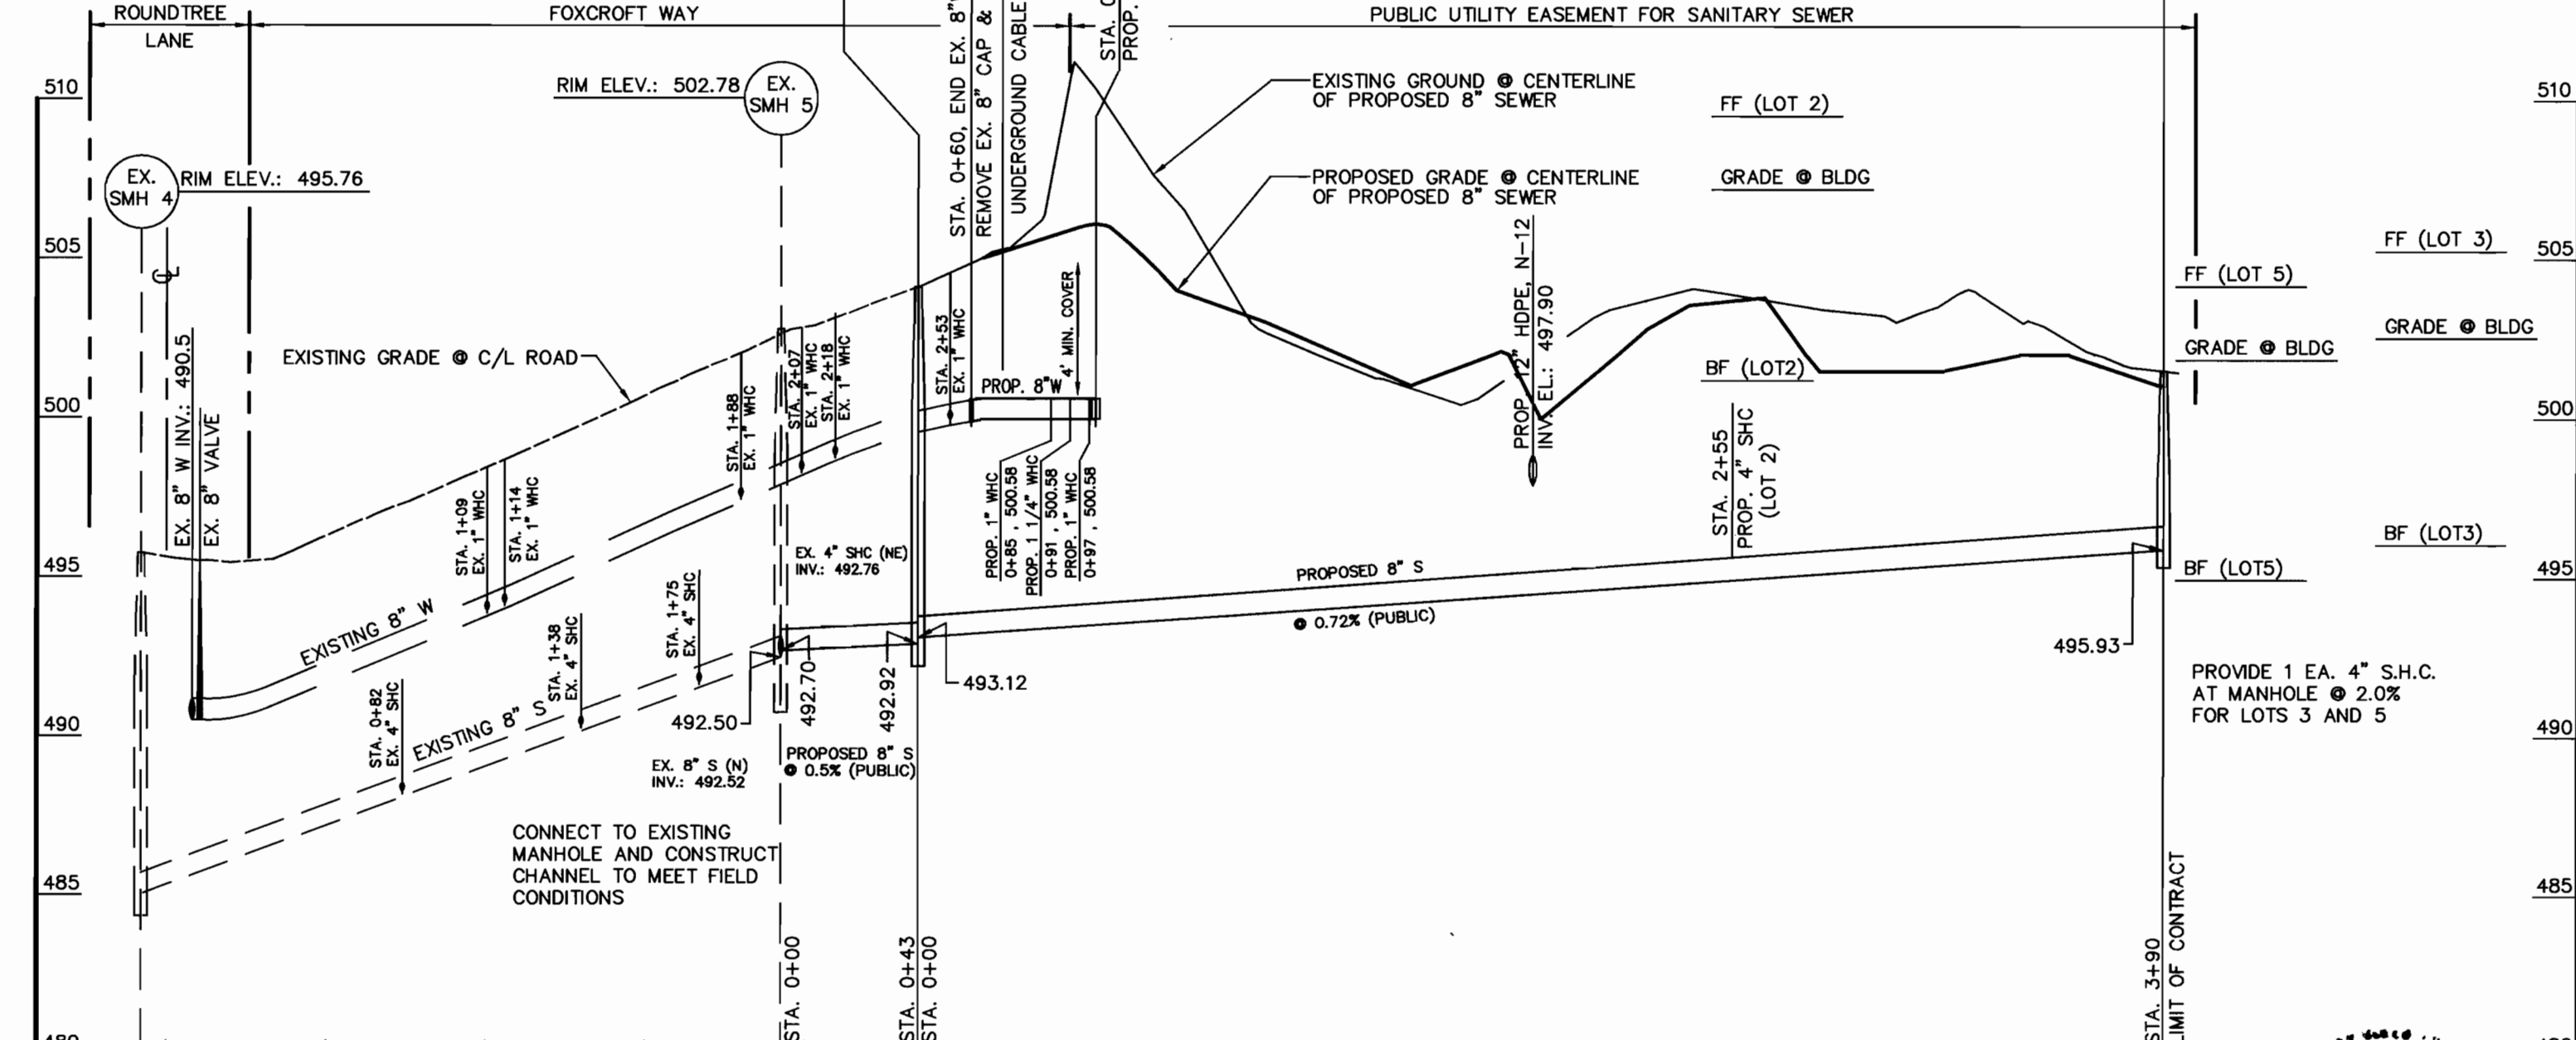 ROUNDTREE
LANE
FOXCROFT WAY
PUBLIC UTILITY EASEMENT FOR SANITARY SEWER
510
505
500
495
490
485
480
EX.
SMH 4
RIM ELEV.: 495.76
RIM ELEV.: 502.78
EX.
SMH 5
STA. 0+60, END EX. 8"
REMOVE EX. 8" CAP &
UNDERGROUND CABLE
STA. 0
PROP.
EXISTING GROUND @ CENTERLINE
OF PROPOSED 8" SEWER
PROPOSED GRADE @ CENTERLINE
OF PROPOSED 8" SEWER
FF (LOT 2)
GRADE @ BLDG
510
505
500
495
490
485
FF (LOT 3)
FF (LOT 5)
GRADE @ BLDG
GRADE @ BLDG
CL
EX. 8" W INV.: 490.5
EX. 8" VALVE
EXISTING GRADE @ C/L ROAD
STA. 1+09
EX. 1" WHC
STA. 1+14
EX. 1" WHC
STA. 1+88
EX. 1" WHC
STA. 2+07
EX. 1" WHC
STA. 2+18
EX. 1" WHC
STA. 2+53
EX. 1" WHC
PROP. 8"W
4' MIN. COVER
PROP. 12" HDPE, N-12
INV. EL.: 497.90
BF (LOT2)
STA. 2+55
PROP. 4" SHC
(LOT 2)
PROP. 1" WHC
0+85 , 500.58
PROP. 1 1/4" WHC
0+91 , 500.58
PROP. 1" WHC
0+97 , 500.58
EX. 4" SHC (NE)
INV.: 492.76
EXISTING 8" W
EXISTING 8" S
STA. 0+82
EX. 4" SHC
STA. 1+38
EX. 4" SHC
STA. 1+75
EX. 4" SHC
PROPOSED 8" S
@ 0.72% (PUBLIC)
BF (LOT3)
BF (LOT5)
495.93
493.12
492.92
492.70
492.50
EX. 8" S (N)
INV.: 492.52
PROPOSED 8" S
@ 0.5% (PUBLIC)
PROVIDE 1 EA. 4" S.H.C.
AT MANHOLE @ 2.0%
FOR LOTS 3 AND 5
CONNECT TO EXISTING
MANHOLE AND CONSTRUCT
CHANNEL TO MEET FIELD
CONDITIONS
STA. 0+00
STA. 0+43
STA. 0+00
STA. 3+90
LIMIT OF CONTRACT